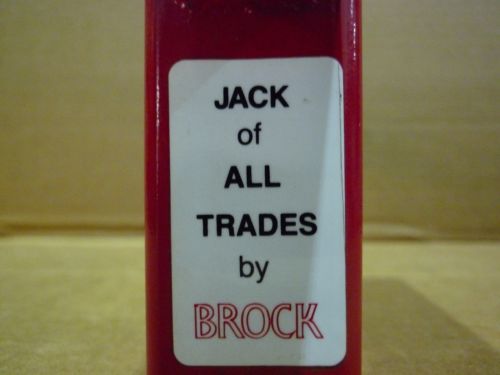 JACK
of
ALL
TRADES
by
BROCK